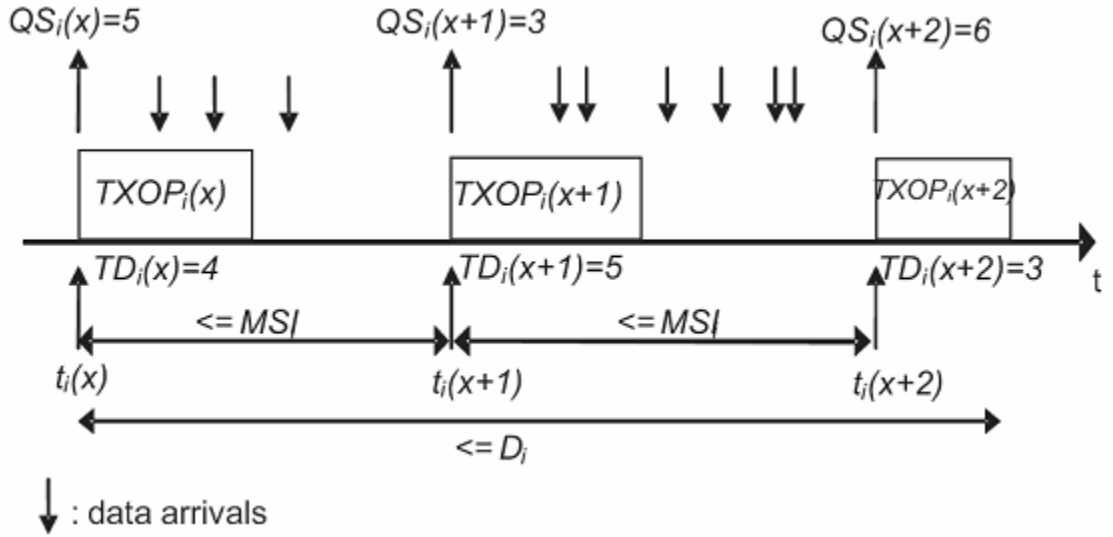 QSi(x)=5 QSi(x+1)=3 QSi(x+2)=6
TXOPi(x) TXOPi(x+1) TXOPi(x+2)
TDi(x)=4 TDi(x+1)=5 TDi(x+2)=3 t
<= MSI <= MSI
ti(x) ti(x+1) ti(x+2)
<= Di
: data arrivals